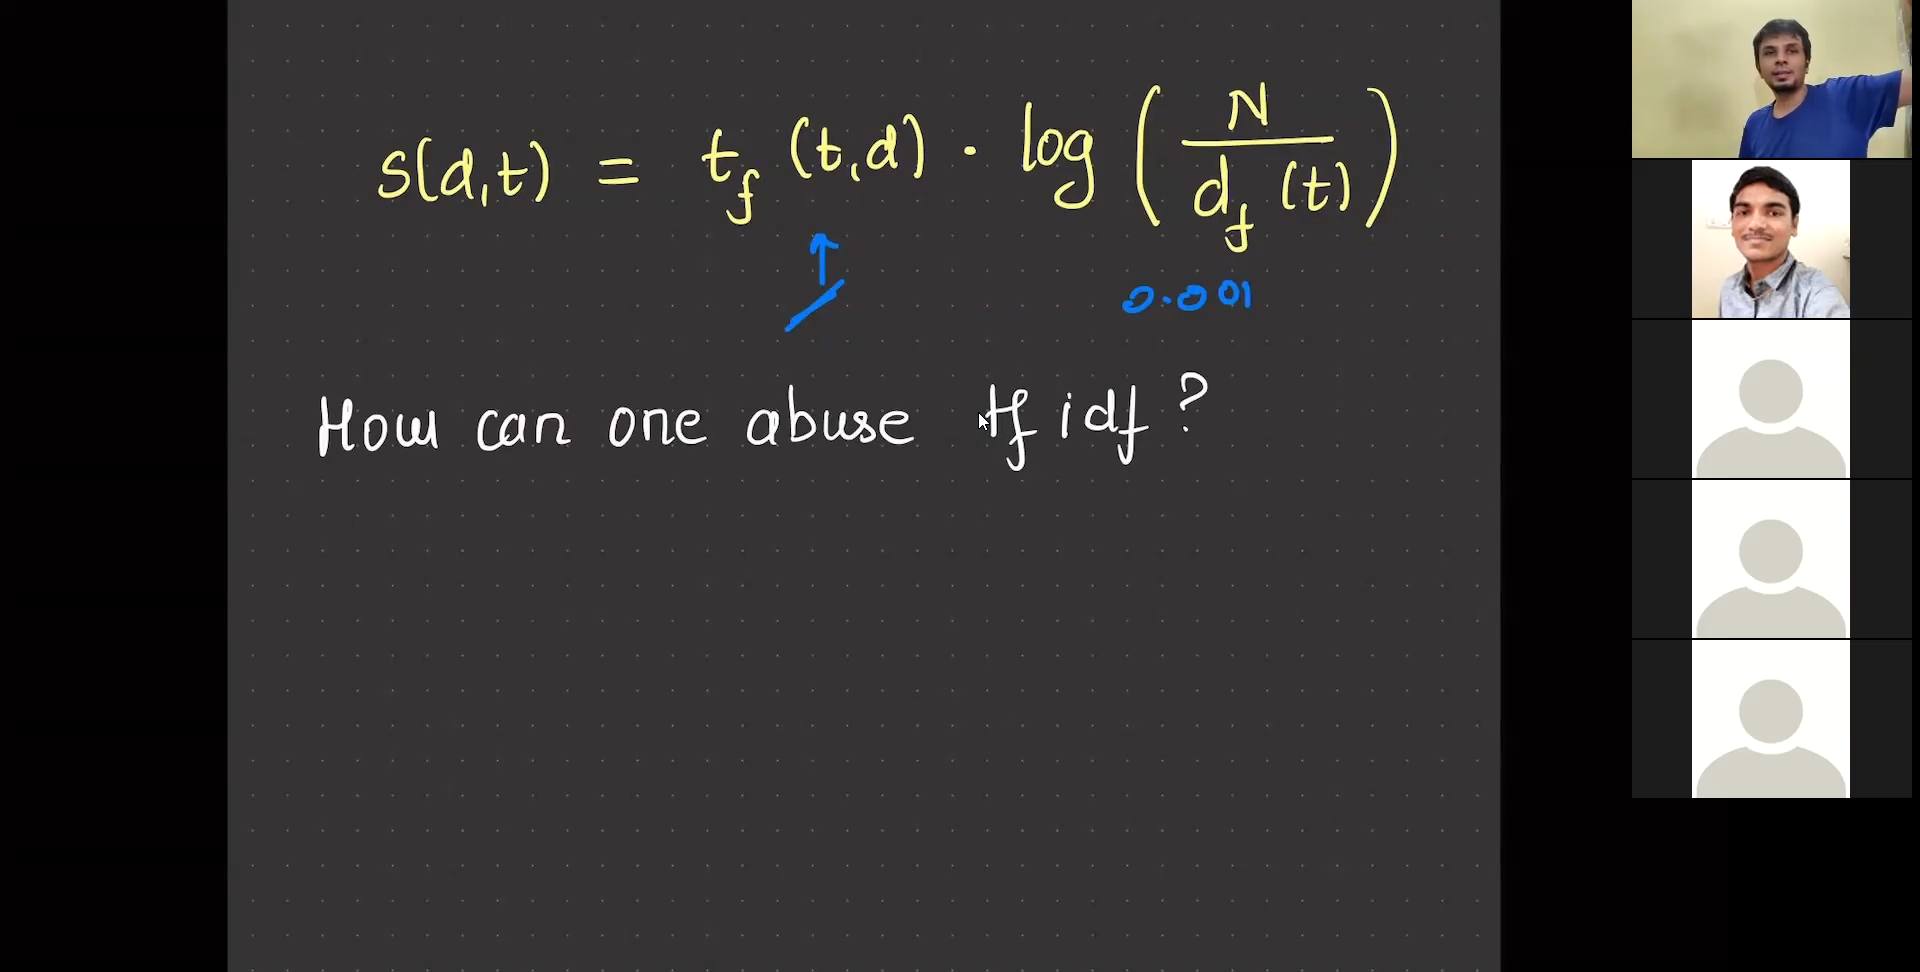 S(d,t) = tf (t,d) · log ( N / df (t) )
0.001
How can one abuse tf idf ?